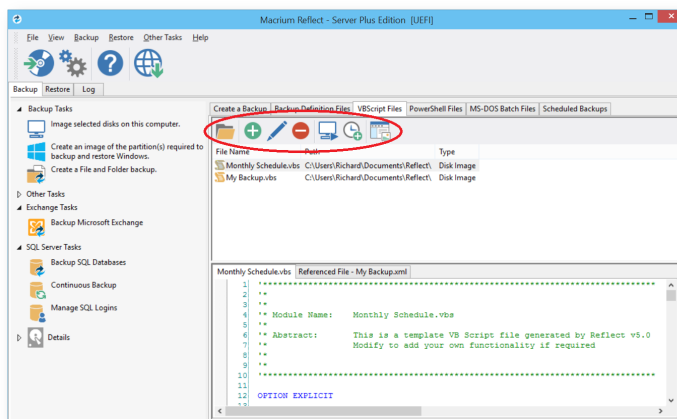 Macrium Reflect - Server Plus Edition [UEFI]
File View Backup Restore Other Tasks Help
Backup Restore Log
Backup Tasks
Image selected disks on this computer.
Create an image of the partition(s) required to
backup and restore Windows.
Create a File and Folder backup.
Other Tasks
Exchange Tasks
Backup Microsoft Exchange
SQL Server Tasks
Backup SQL Databases
Continuous Backup
Manage SQL Logins
Details
Create a Backup Backup Definition Files VBScript Files PowerShell Files MS-DOS Batch Files Scheduled Backups
File Name Path Type
Monthly Schedule.vbs C:\Users\Richard\Documents\Reflect\ Disk Image
My Backup.vbs C:\Users\Richard\Documents\Reflect\ Disk Image
Monthly Schedule.vbs Referenced File - My Backup.xml
1 '******************************************************************************
2 '*
3 '*
4 '* Module Name: Monthly Schedule.vbs
5 '*
6 '* Abstract: This is a template VB Script file generated by Reflect v5.0
7 '* Modify to add your own functionality if required
8 '*
9 '*
10 '******************************************************************************
11
12 OPTION EXPLICIT
13